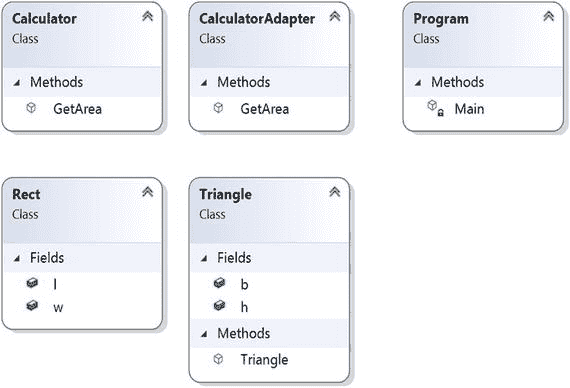 Calculator
Class
Methods
GetArea
CalculatorAdapter
Class
Methods
GetArea
Program
Class
Methods
Main
Rect
Class
Fields
l
w
Triangle
Class
Fields
b
h
Methods
Triangle